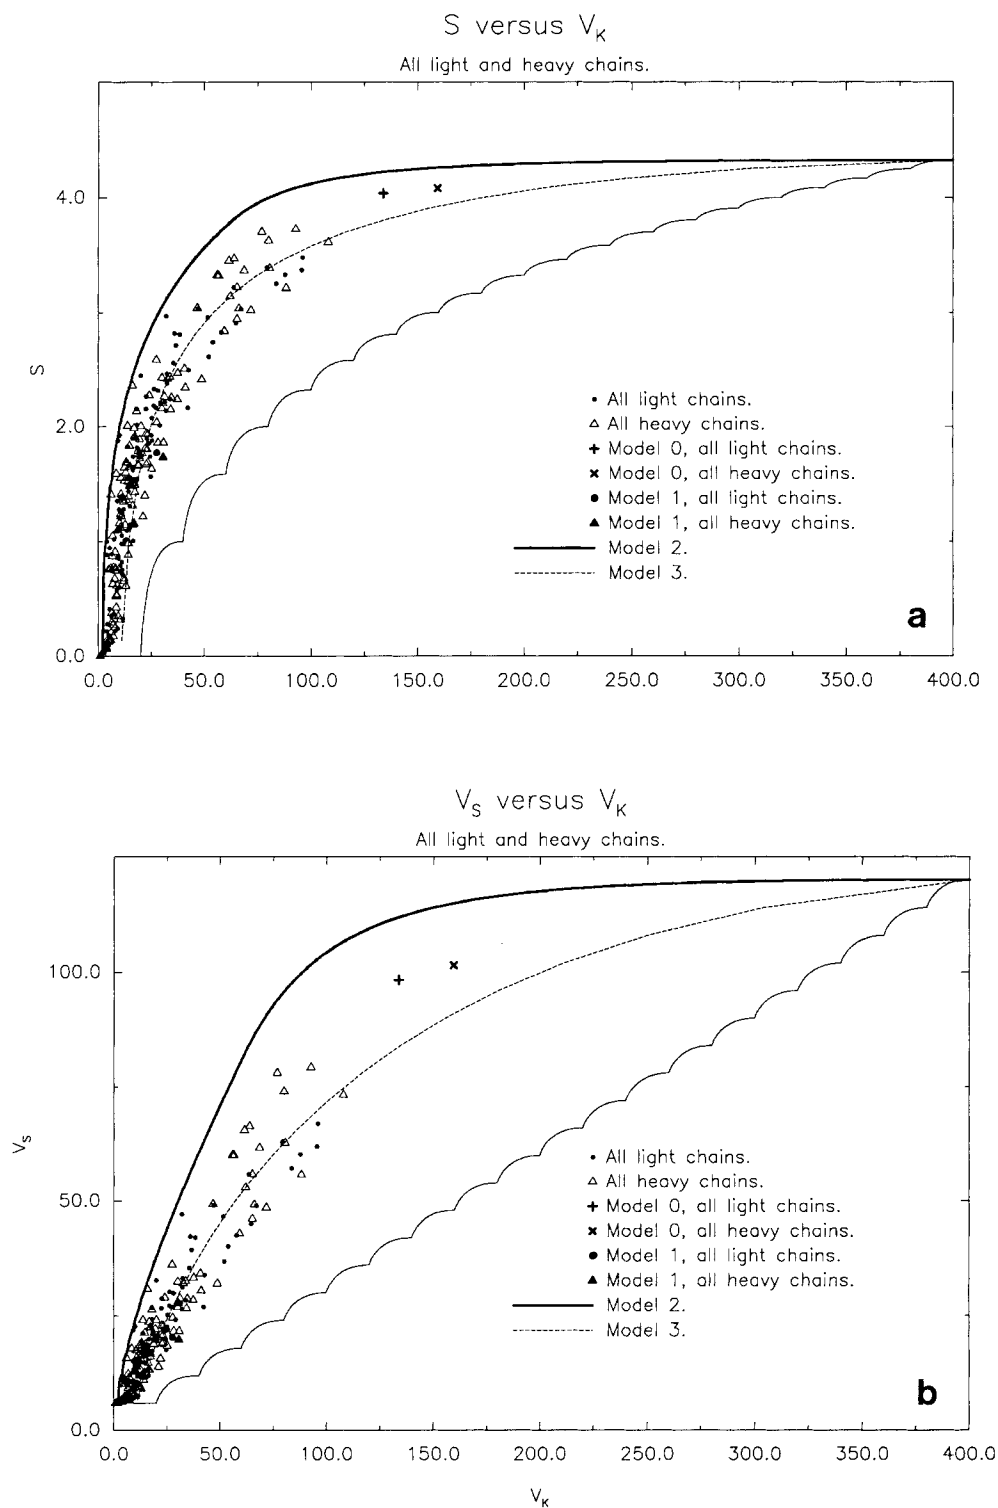 S versus V_K
All light and heavy chains.
4.0
S
2.0
0.0
• All light chains.
△ All heavy chains.
+ Model 0, all light chains.
× Model 0, all heavy chains.
● Model 1, all light chains.
▲ Model 1, all heavy chains.
Model 2.
Model 3.
a
0.0 50.0 100.0 150.0 200.0 250.0 300.0 350.0 400.0
V_S versus V_K
All light and heavy chains.
100.0
V_S
50.0
0.0
• All light chains.
△ All heavy chains.
+ Model 0, all light chains.
× Model 0, all heavy chains.
● Model 1, all light chains.
▲ Model 1, all heavy chains.
Model 2.
Model 3.
b
0.0 50.0 100.0 150.0 200.0 250.0 300.0 350.0 400.0
V_K